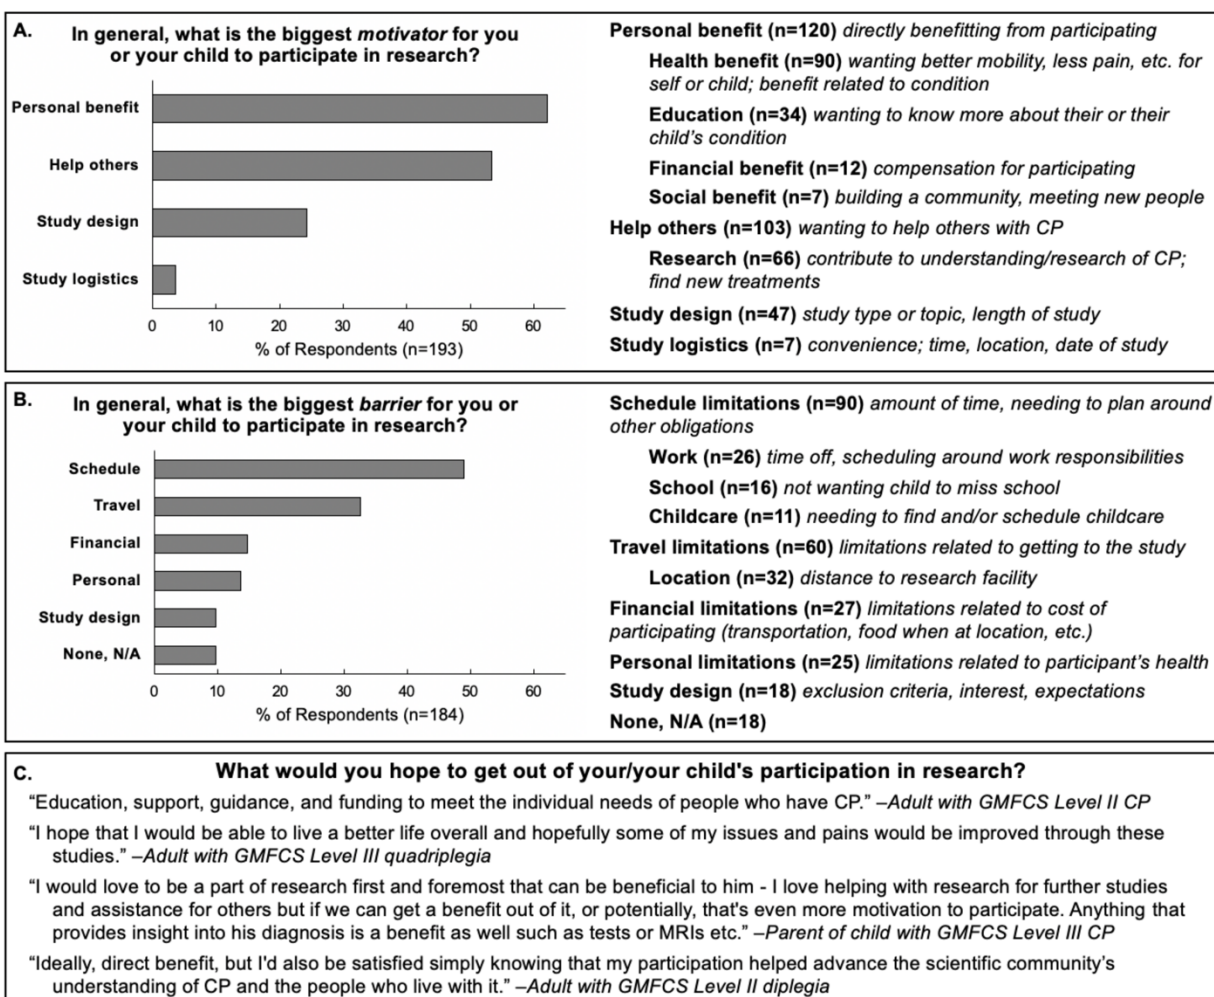 A.
In general, what is the biggest motivator for you
or your child to participate in research?
Personal benefit
Help others
Study design
Study logistics
0 10 20 30 40 50 60
% of Respondents (n=193)
Personal benefit (n=120) directly benefitting from participating
Health benefit (n=90) wanting better mobility, less pain, etc. for
self or child; benefit related to condition
Education (n=34) wanting to know more about their or their
child's condition
Financial benefit (n=12) compensation for participating
Social benefit (n=7) building a community, meeting new people
Help others (n=103) wanting to help others with CP
Research (n=66) contribute to understanding/research of CP;
find new treatments
Study design (n=47) study type or topic, length of study
Study logistics (n=7) convenience; time, location, date of study
B.
In general, what is the biggest barrier for you or
your child to participate in research?
Schedule
Travel
Financial
Personal
Study design
None, N/A
0 10 20 30 40 50 60
% of Respondents (n=184)
Schedule limitations (n=90) amount of time, needing to plan around
other obligations
Work (n=26) time off, scheduling around work responsibilities
School (n=16) not wanting child to miss school
Childcare (n=11) needing to find and/or schedule childcare
Travel limitations (n=60) limitations related to getting to the study
Location (n=32) distance to research facility
Financial limitations (n=27) limitations related to cost of
participating (transportation, food when at location, etc.)
Personal limitations (n=25) limitations related to participant's health
Study design (n=18) exclusion criteria, interest, expectations
None, N/A (n=18)
C.
What would you hope to get out of your/your child's participation in research?
“Education, support, guidance, and funding to meet the individual needs of people who have CP.” –Adult with GMFCS Level II CP
“I hope that I would be able to live a better life overall and hopefully some of my issues and pains would be improved through these
studies.” –Adult with GMFCS Level III quadriplegia
“I would love to be a part of research first and foremost that can be beneficial to him - I love helping with research for further studies
and assistance for others but if we can get a benefit out of it, or potentially, that's even more motivation to participate. Anything that
provides insight into his diagnosis is a benefit as well such as tests or MRIs etc.” –Parent of child with GMFCS Level III CP
“Ideally, direct benefit, but I'd also be satisfied simply knowing that my participation helped advance the scientific community's
understanding of CP and the people who live with it.” –Adult with GMFCS Level II diplegia